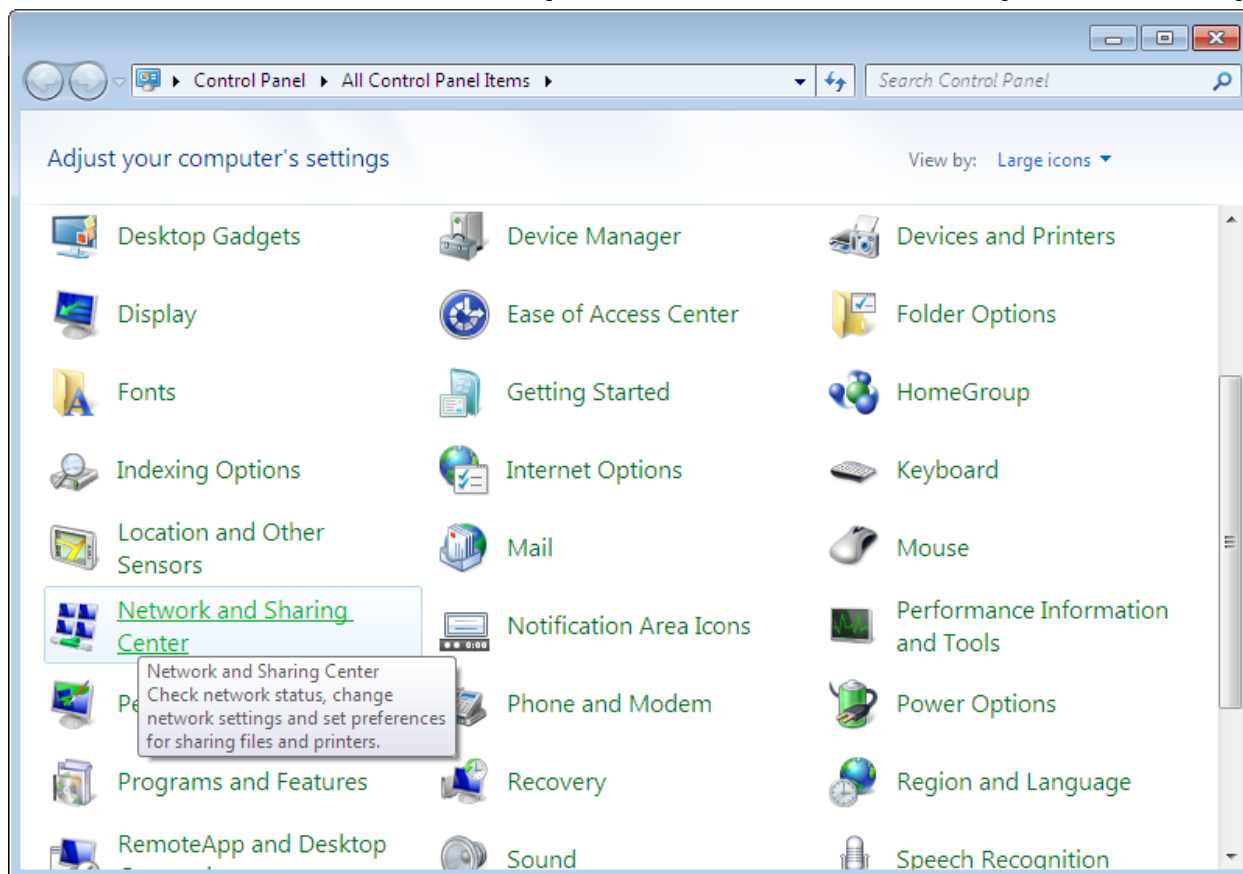 Control Panel ▸ All Control Panel Items ▸
Search Control Panel
Adjust your computer's settings
View by: Large icons
Desktop Gadgets
Device Manager
Devices and Printers
Display
Ease of Access Center
Folder Options
Fonts
Getting Started
HomeGroup
Indexing Options
Internet Options
Keyboard
Location and Other
Sensors
Mail
Mouse
Network and Sharing
Center
Notification Area Icons
Performance Information
and Tools
Network and Sharing Center
Check network status, change
network settings and set preferences
for sharing files and printers.
Phone and Modem
Power Options
Programs and Features
Recovery
Region and Language
RemoteApp and Desktop
Sound
Speech Recognition